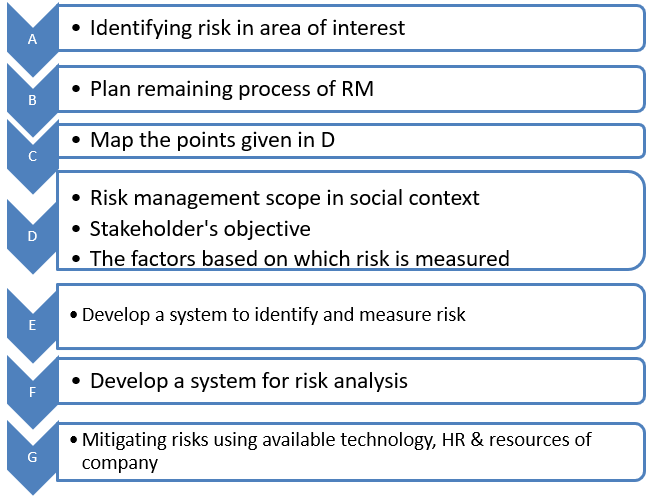 A
• Identifying risk in area of interest
B
• Plan remaining process of RM
C
• Map the points given in D
D
• Risk management scope in social context
• Stakeholder's objective
• The factors based on which risk is measured
E
• Develop a system to identify and measure risk
F
• Develop a system for risk analysis
G
• Mitigating risks using available technology, HR & resources of
company